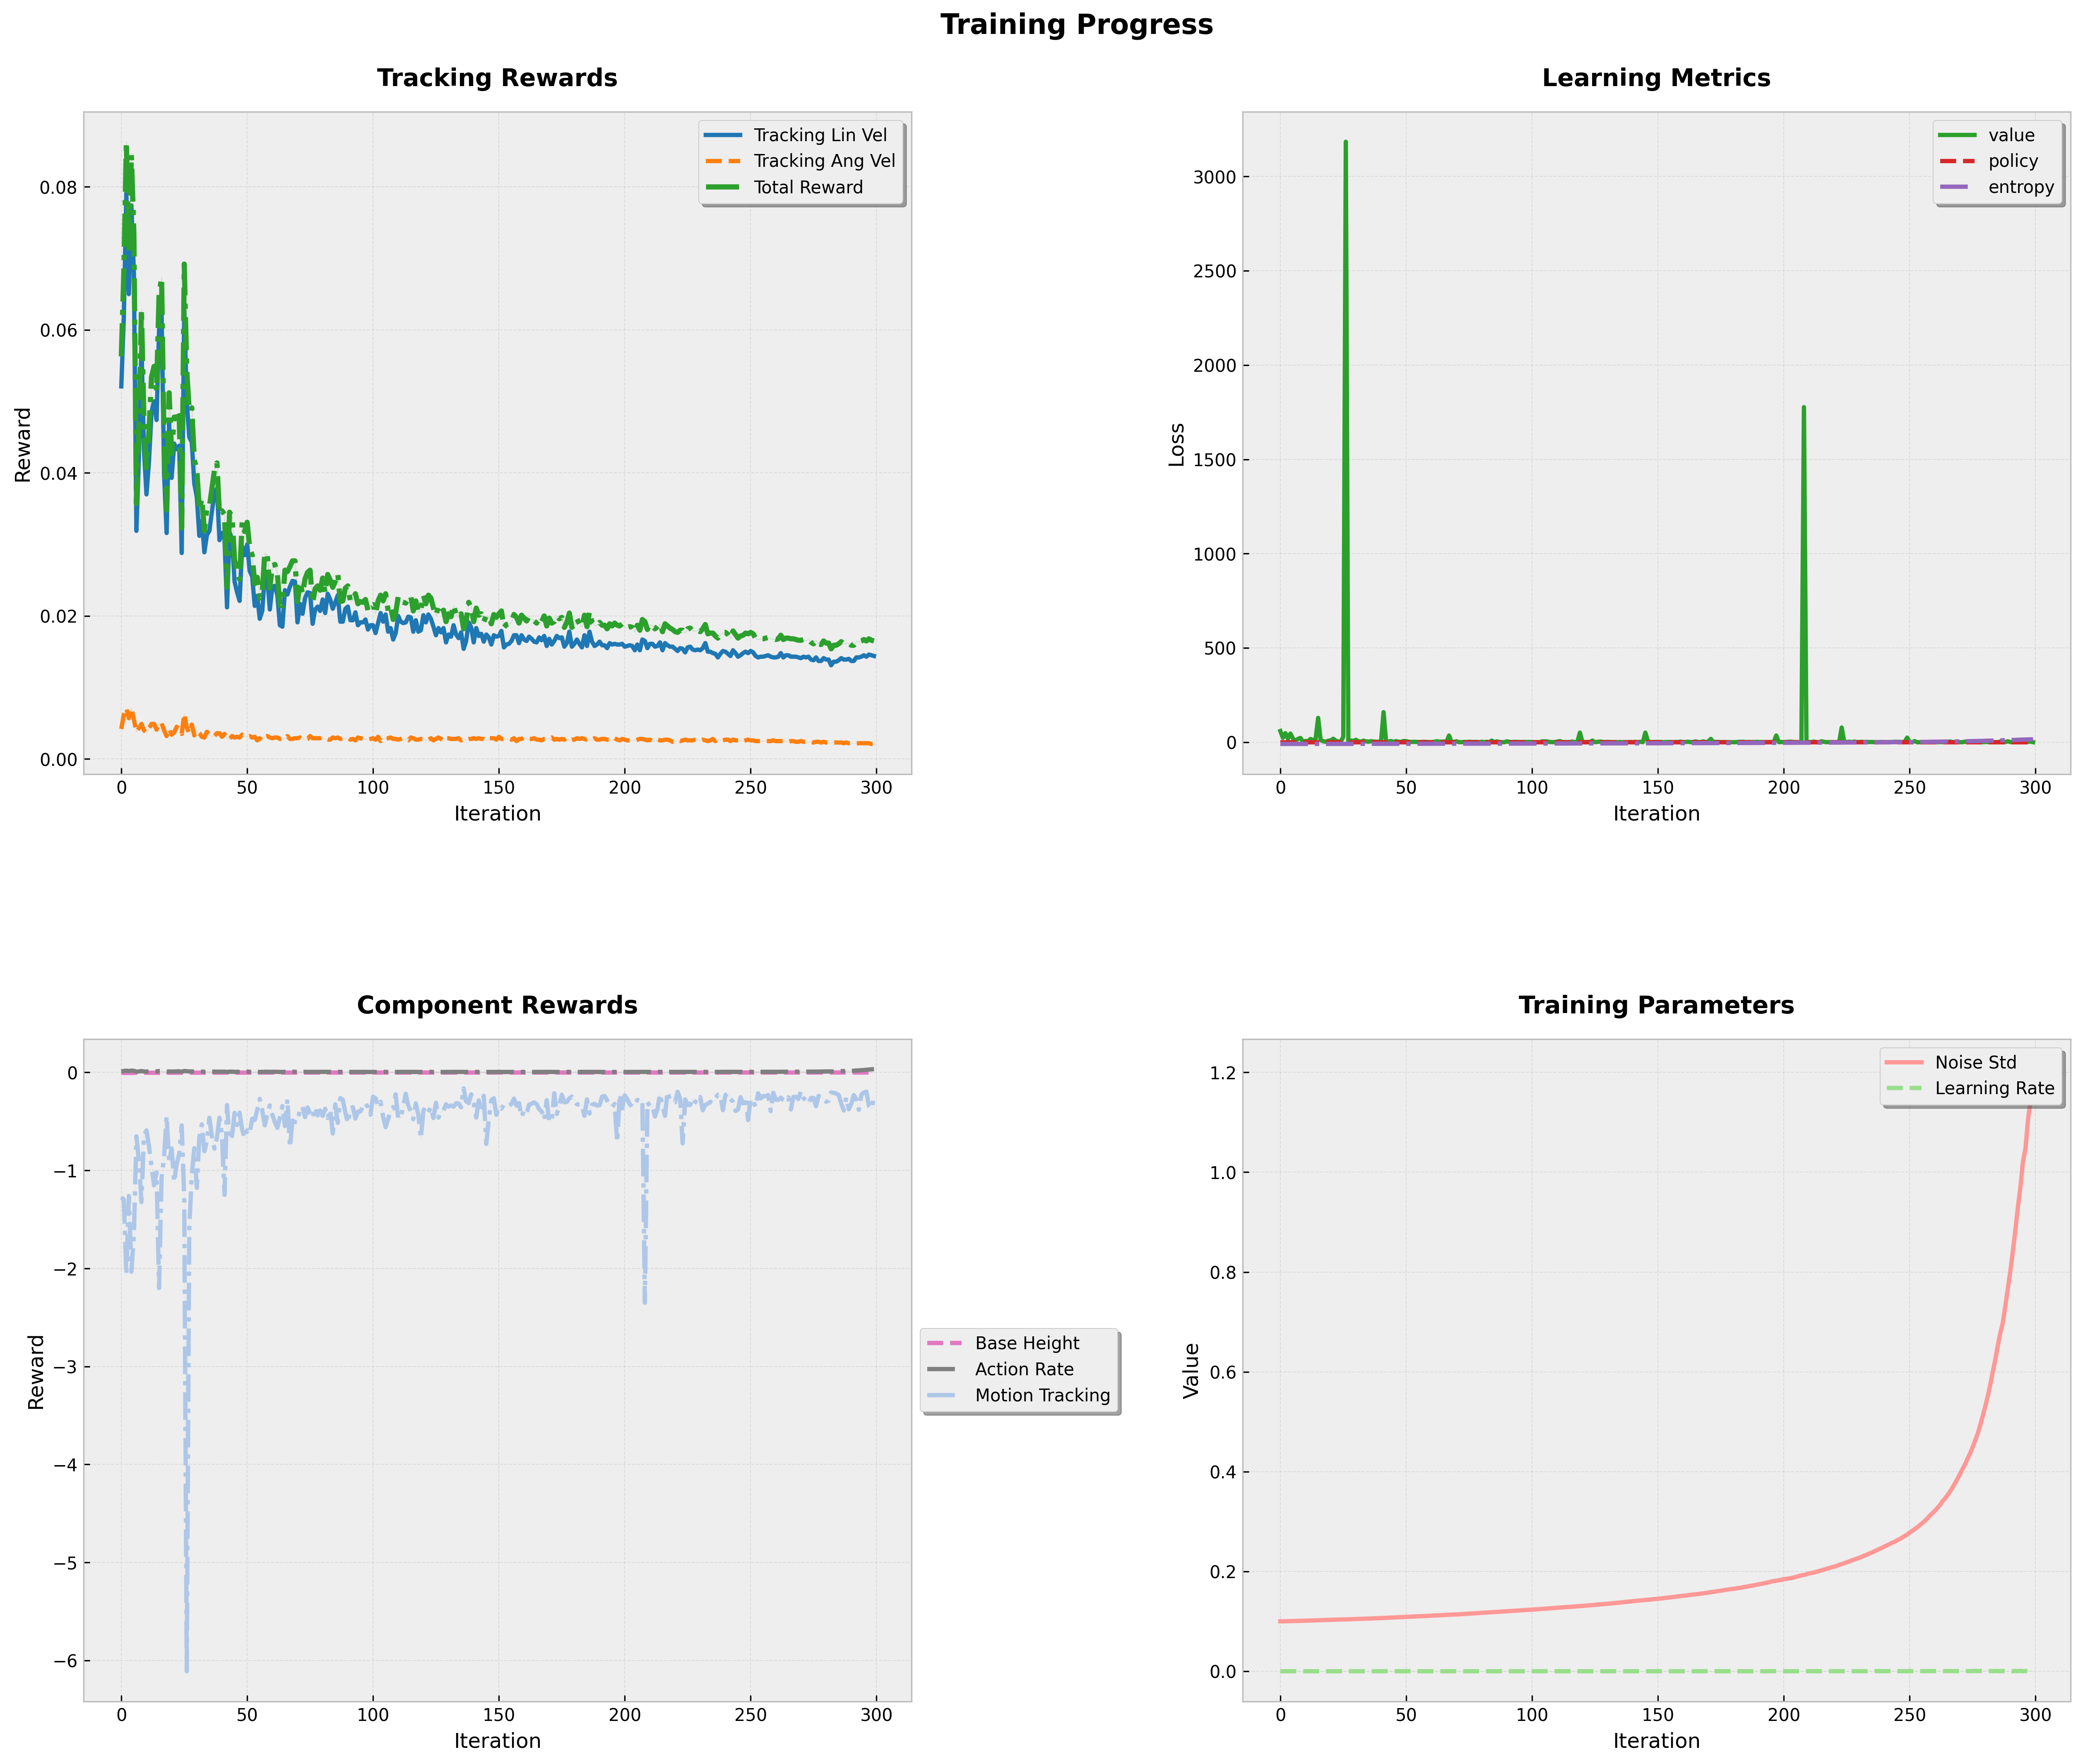 Training Progress
Tracking Rewards
Reward
0.08
0.06
0.04
0.02
0.00
Tracking Lin Vel
Tracking Ang Vel
Total Reward
0 50 100 150 200 250 300
Iteration
Learning Metrics
Loss
3000
2500
2000
1500
1000
500
0
value
policy
entropy
0 50 100 150 200 250 300
Iteration
Component Rewards
Reward
0
−1
−2
−3
−4
−5
−6
Base Height
Action Rate
Motion Tracking
0 50 100 150 200 250 300
Iteration
Training Parameters
Value
1.2
1.0
0.8
0.6
0.4
0.2
0.0
Noise Std
Learning Rate
0 50 100 150 200 250 300
Iteration